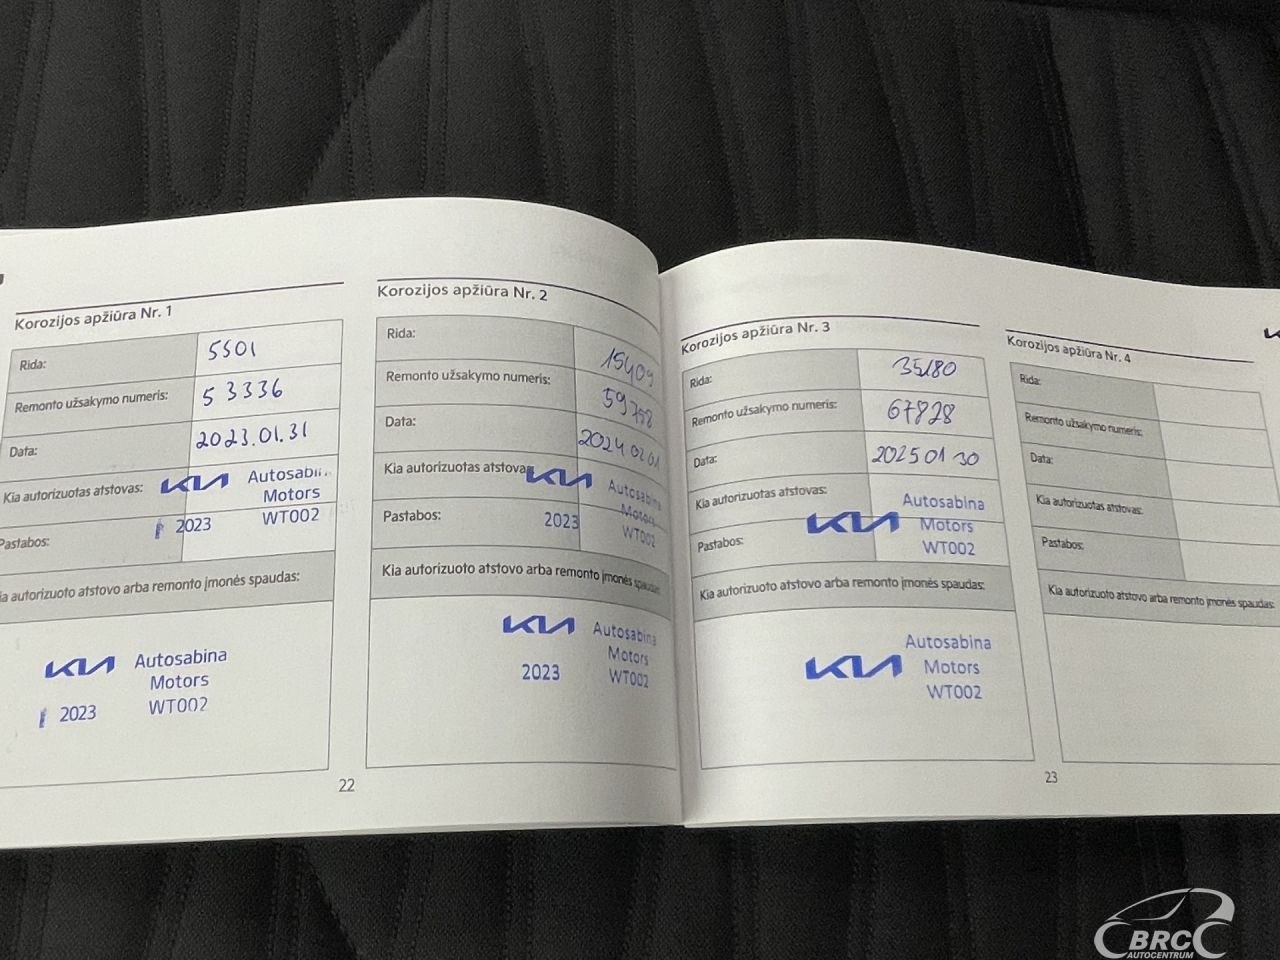 Korozijos apžiūra Nr. 1
Rida: 5501
Remonto užsakymo numeris: 53336
Data: 2023.01.31
Kia autorizuotas atstovas: KIA Autosabin
Motors
2023 WT002
Pastabos:
autorizuoto atstovo arba remonto įmonės spaudas:
KIA Autosabina
Motors
2023 WT002
22
Korozijos apžiūra Nr. 2
Rida: 15409
Remonto užsakymo numeris: 59758
Data: 2024 02 01
Kia autorizuotas atstovas KIA Autosabina
Motors
Pastabos: 2023 WT002
Kia autorizuoto atstovo arba remonto įmonės spaudas:
KIA Autosabina
Motors
2023 WT002
Korozijos apžiūra Nr. 3
Rida: 35180
Remonto užsakymo numeris: 67828
Data: 2025 01 30
Kia autorizuotas atstovas: Autosabina
KIA Motors
Pastabos: WT002
Kia autorizuoto atstovo arba remonto įmonės spaudas:
Autosabina
KIA Motors
WT002
Korozijos apžiūra Nr. 4
Rida:
Remonto užsakymo numeris:
Data:
Kia autorizuotas atstovas:
Pastabos:
Kia autorizuoto atstovo arba remonto įmonės spaudas:
23
BRC
AUTOCENTRUM